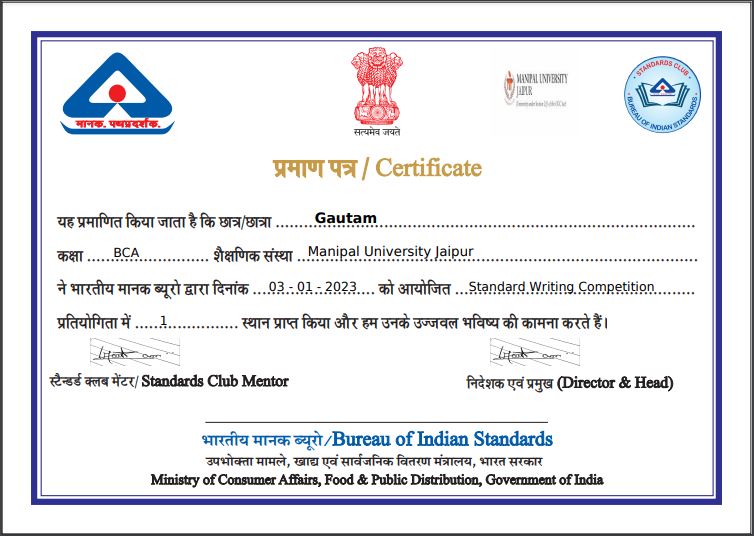 मानक. पथप्रदर्शक.
सत्यमेव जयते
MANIPAL UNIVERSITY
JAIPUR
STANDARDS CLUB
BUREAU OF INDIAN STANDARDS
प्रमाण पत्र / Certificate
यह प्रमाणित किया जाता है कि छात्र/छात्रा Gautam
कक्षा BCA शैक्षणिक संस्था Manipal University Jaipur
ने भारतीय मानक ब्यूरो द्वारा दिनांक 03 - 01 - 2023 को आयोजित Standard Writing Competition
प्रतियोगिता में 1 स्थान प्राप्त किया और हम उनके उज्जवल भविष्य की कामना करते हैं।
स्टैन्डर्ड क्लब मेंटर/ Standards Club Mentor
निदेशक एवं प्रमुख (Director & Head)
भारतीय मानक ब्यूरो/Bureau of Indian Standards
उपभोक्ता मामले, खाद्य एवं सार्वजनिक वितरण मंत्रालय, भारत सरकार
Ministry of Consumer Affairs, Food & Public Distribution, Government of India